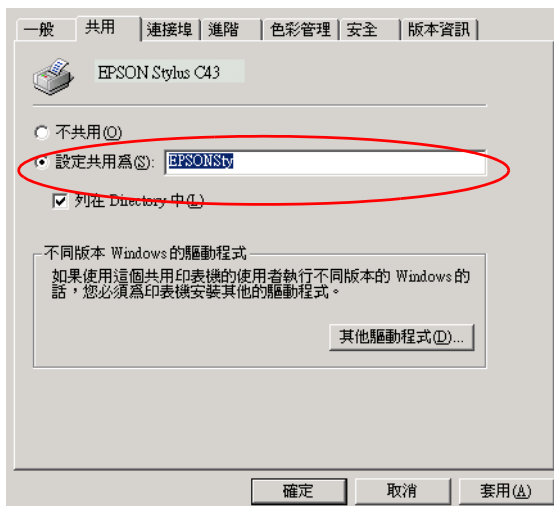 一般 共用 連接埠 進階 色彩管理 安全 版本資訊
EPSON Stylus C43
不共用(O)
設定共用為(S): EPSONSty
列在 Directory 中(L)
不同版本 Windows 的驅動程式
如果使用這個共用印表機的使用者執行不同版本的 Windows 的
話，您必須為印表機安裝其他的驅動程式。
其他驅動程式(D)...
確定 取消 套用(A)